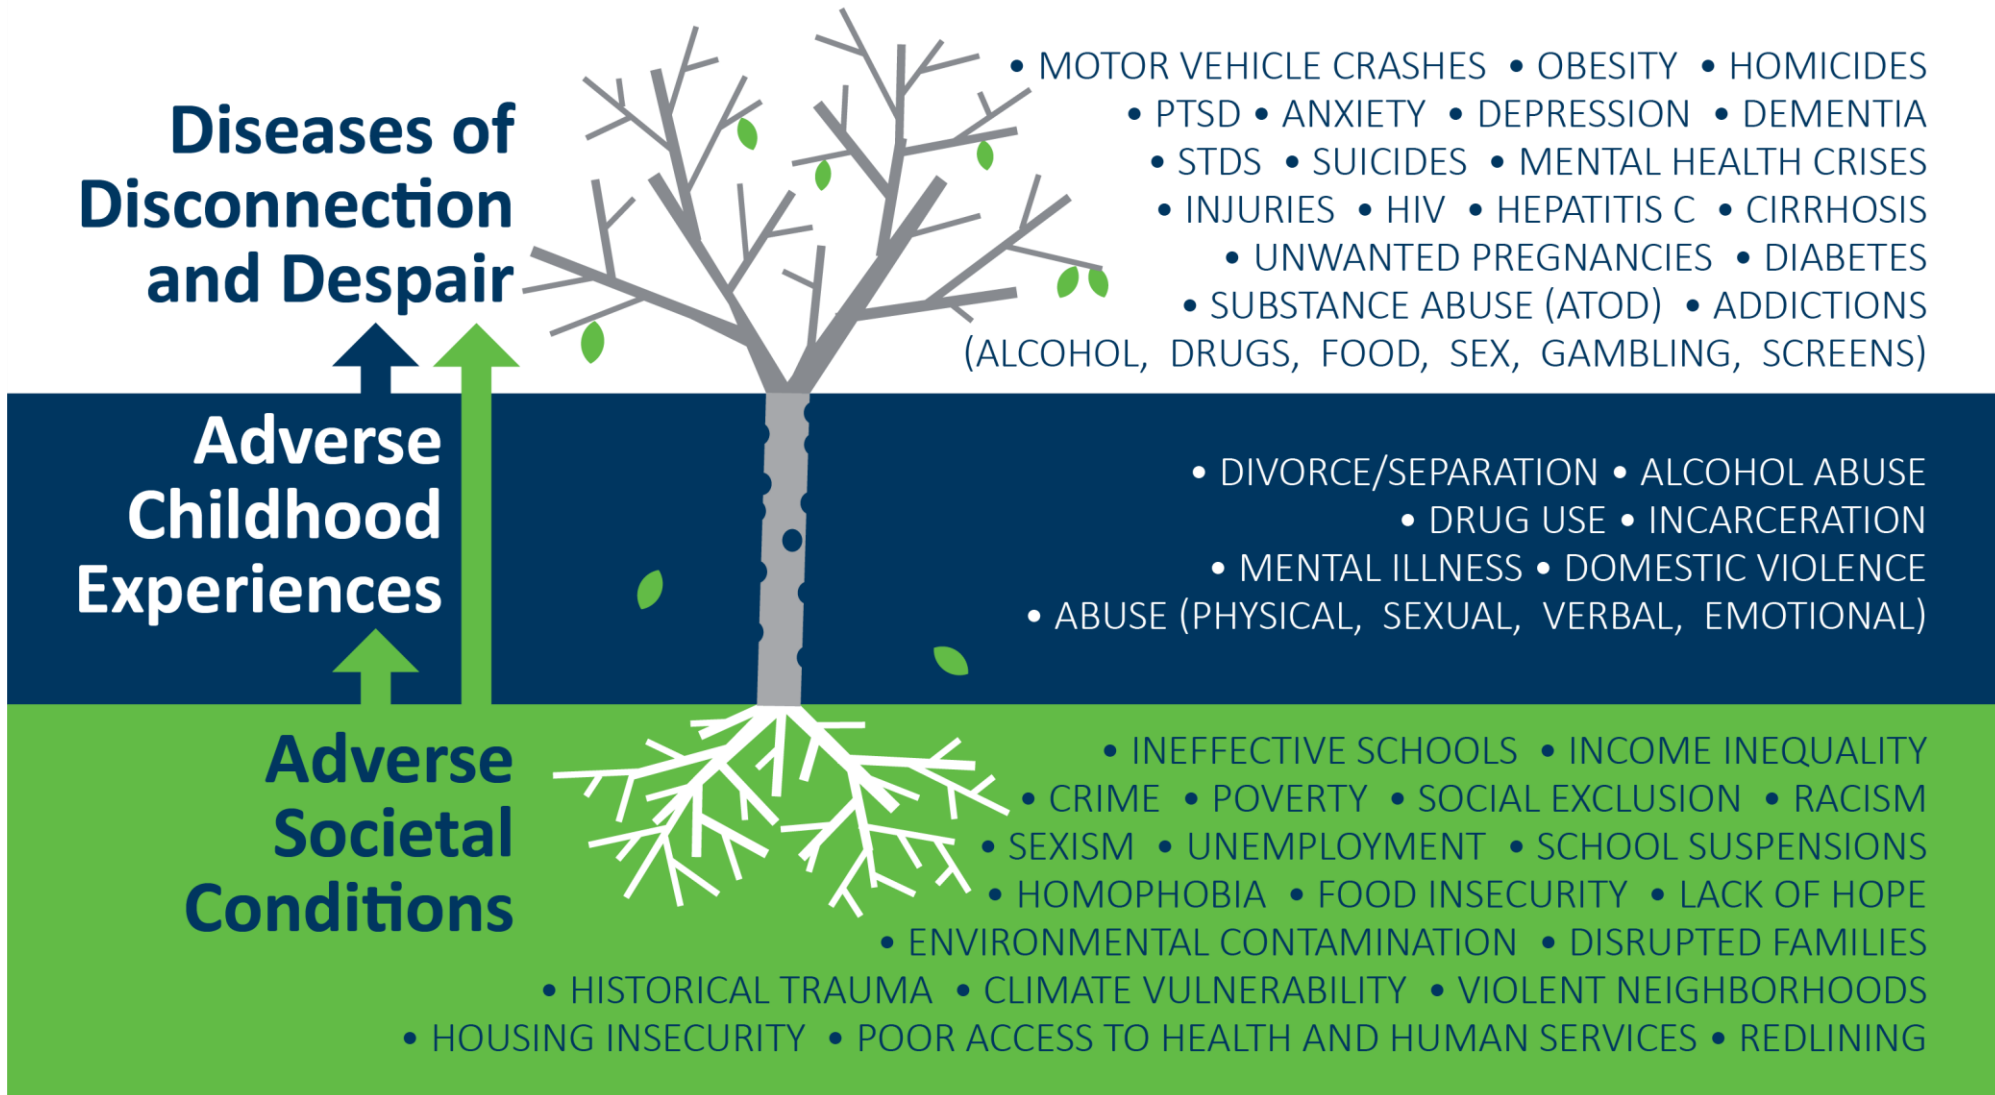 Diseases of
Disconnection
and Despair
• MOTOR VEHICLE CRASHES • OBESITY • HOMICIDES
• PTSD • ANXIETY • DEPRESSION • DEMENTIA
• STDS • SUICIDES • MENTAL HEALTH CRISES
• INJURIES • HIV • HEPATITIS C • CIRRHOSIS
• UNWANTED PREGNANCIES • DIABETES
• SUBSTANCE ABUSE (ATOD) • ADDICTIONS
(ALCOHOL, DRUGS, FOOD, SEX, GAMBLING, SCREENS)
Adverse
Childhood
Experiences
• DIVORCE/SEPARATION • ALCOHOL ABUSE
• DRUG USE • INCARCERATION
• MENTAL ILLNESS • DOMESTIC VIOLENCE
• ABUSE (PHYSICAL, SEXUAL, VERBAL, EMOTIONAL)
Adverse
Societal
Conditions
• INEFFECTIVE SCHOOLS • INCOME INEQUALITY
• CRIME • POVERTY • SOCIAL EXCLUSION • RACISM
• SEXISM • UNEMPLOYMENT • SCHOOL SUSPENSIONS
• HOMOPHOBIA • FOOD INSECURITY • LACK OF HOPE
• ENVIRONMENTAL CONTAMINATION • DISRUPTED FAMILIES
• HISTORICAL TRAUMA • CLIMATE VULNERABILITY • VIOLENT NEIGHBORHOODS
• HOUSING INSECURITY • POOR ACCESS TO HEALTH AND HUMAN SERVICES • REDLINING